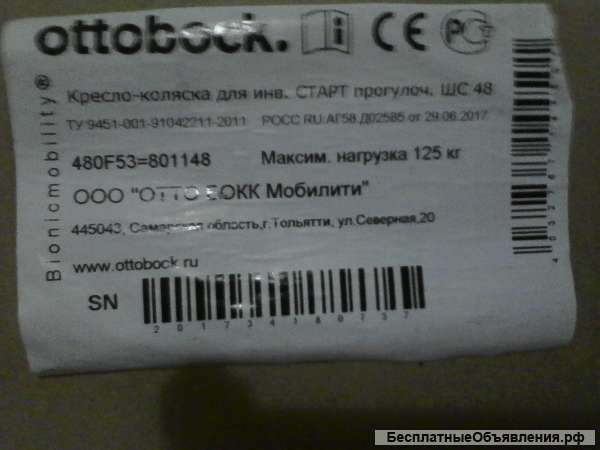 ottobock.
Bionicmobility®
Кресло-коляска для инв. СТАРТ прогулоч. ШС 48
ТУ 9451-001-91042211-2011 РОСС RU.АГ58.Д02585 от 29.06.2017
480F53=801148 Максим. нагрузка 125 кг
ООО "ОТТО БОКК Мобилити"
445043, Самарская область,г.Тольятти, ул.Северная,20
www.ottobock.ru
SN
201734180737
БесплатныеОбъявления.рф